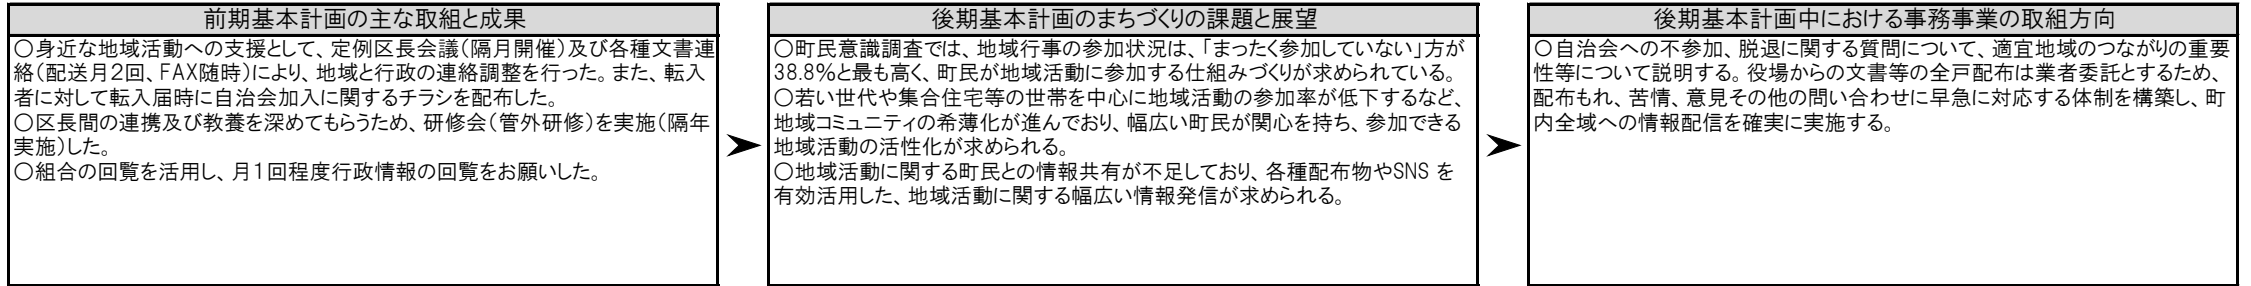 前期基本計画の主な取組と成果
〇身近な地域活動への支援として、定例区長会議(隔月開催)及び各種文書連
絡(配送月2回、FAX随時)により、地域と行政の連絡調整を行った。また、転入
者に対して転入届時に自治会加入に関するチラシを配布した。
〇区長間の連携及び教養を深めてもらうため、研修会(管外研修)を実施(隔年
実施)した。
〇組合の回覧を活用し、月1回程度行政情報の回覧をお願いした。
後期基本計画のまちづくりの課題と展望
〇町民意識調査では、地域行事の参加状況は、「まったく参加していない」方が
38.8%と最も高く、町民が地域活動に参加する仕組みづくりが求められている。
〇若い世代や集合住宅等の世帯を中心に地域活動の参加率が低下するなど、
地域コミュニティの希薄化が進んでおり、幅広い町民が関心を持ち、参加できる
地域活動の活性化が求められる。
〇地域活動に関する町民との情報共有が不足しており、各種配布物やSNS を
有効活用した、地域活動に関する幅広い情報発信が求められる。
後期基本計画中における事務事業の取組方向
〇自治会への不参加、脱退に関する質問について、適宜地域のつながりの重要
性等について説明する。役場からの文書等の全戸配布は業者委託とするため、
配布もれ、苦情、意見その他の問い合わせに早急に対応する体制を構築し、町
内全域への情報配信を確実に実施する。